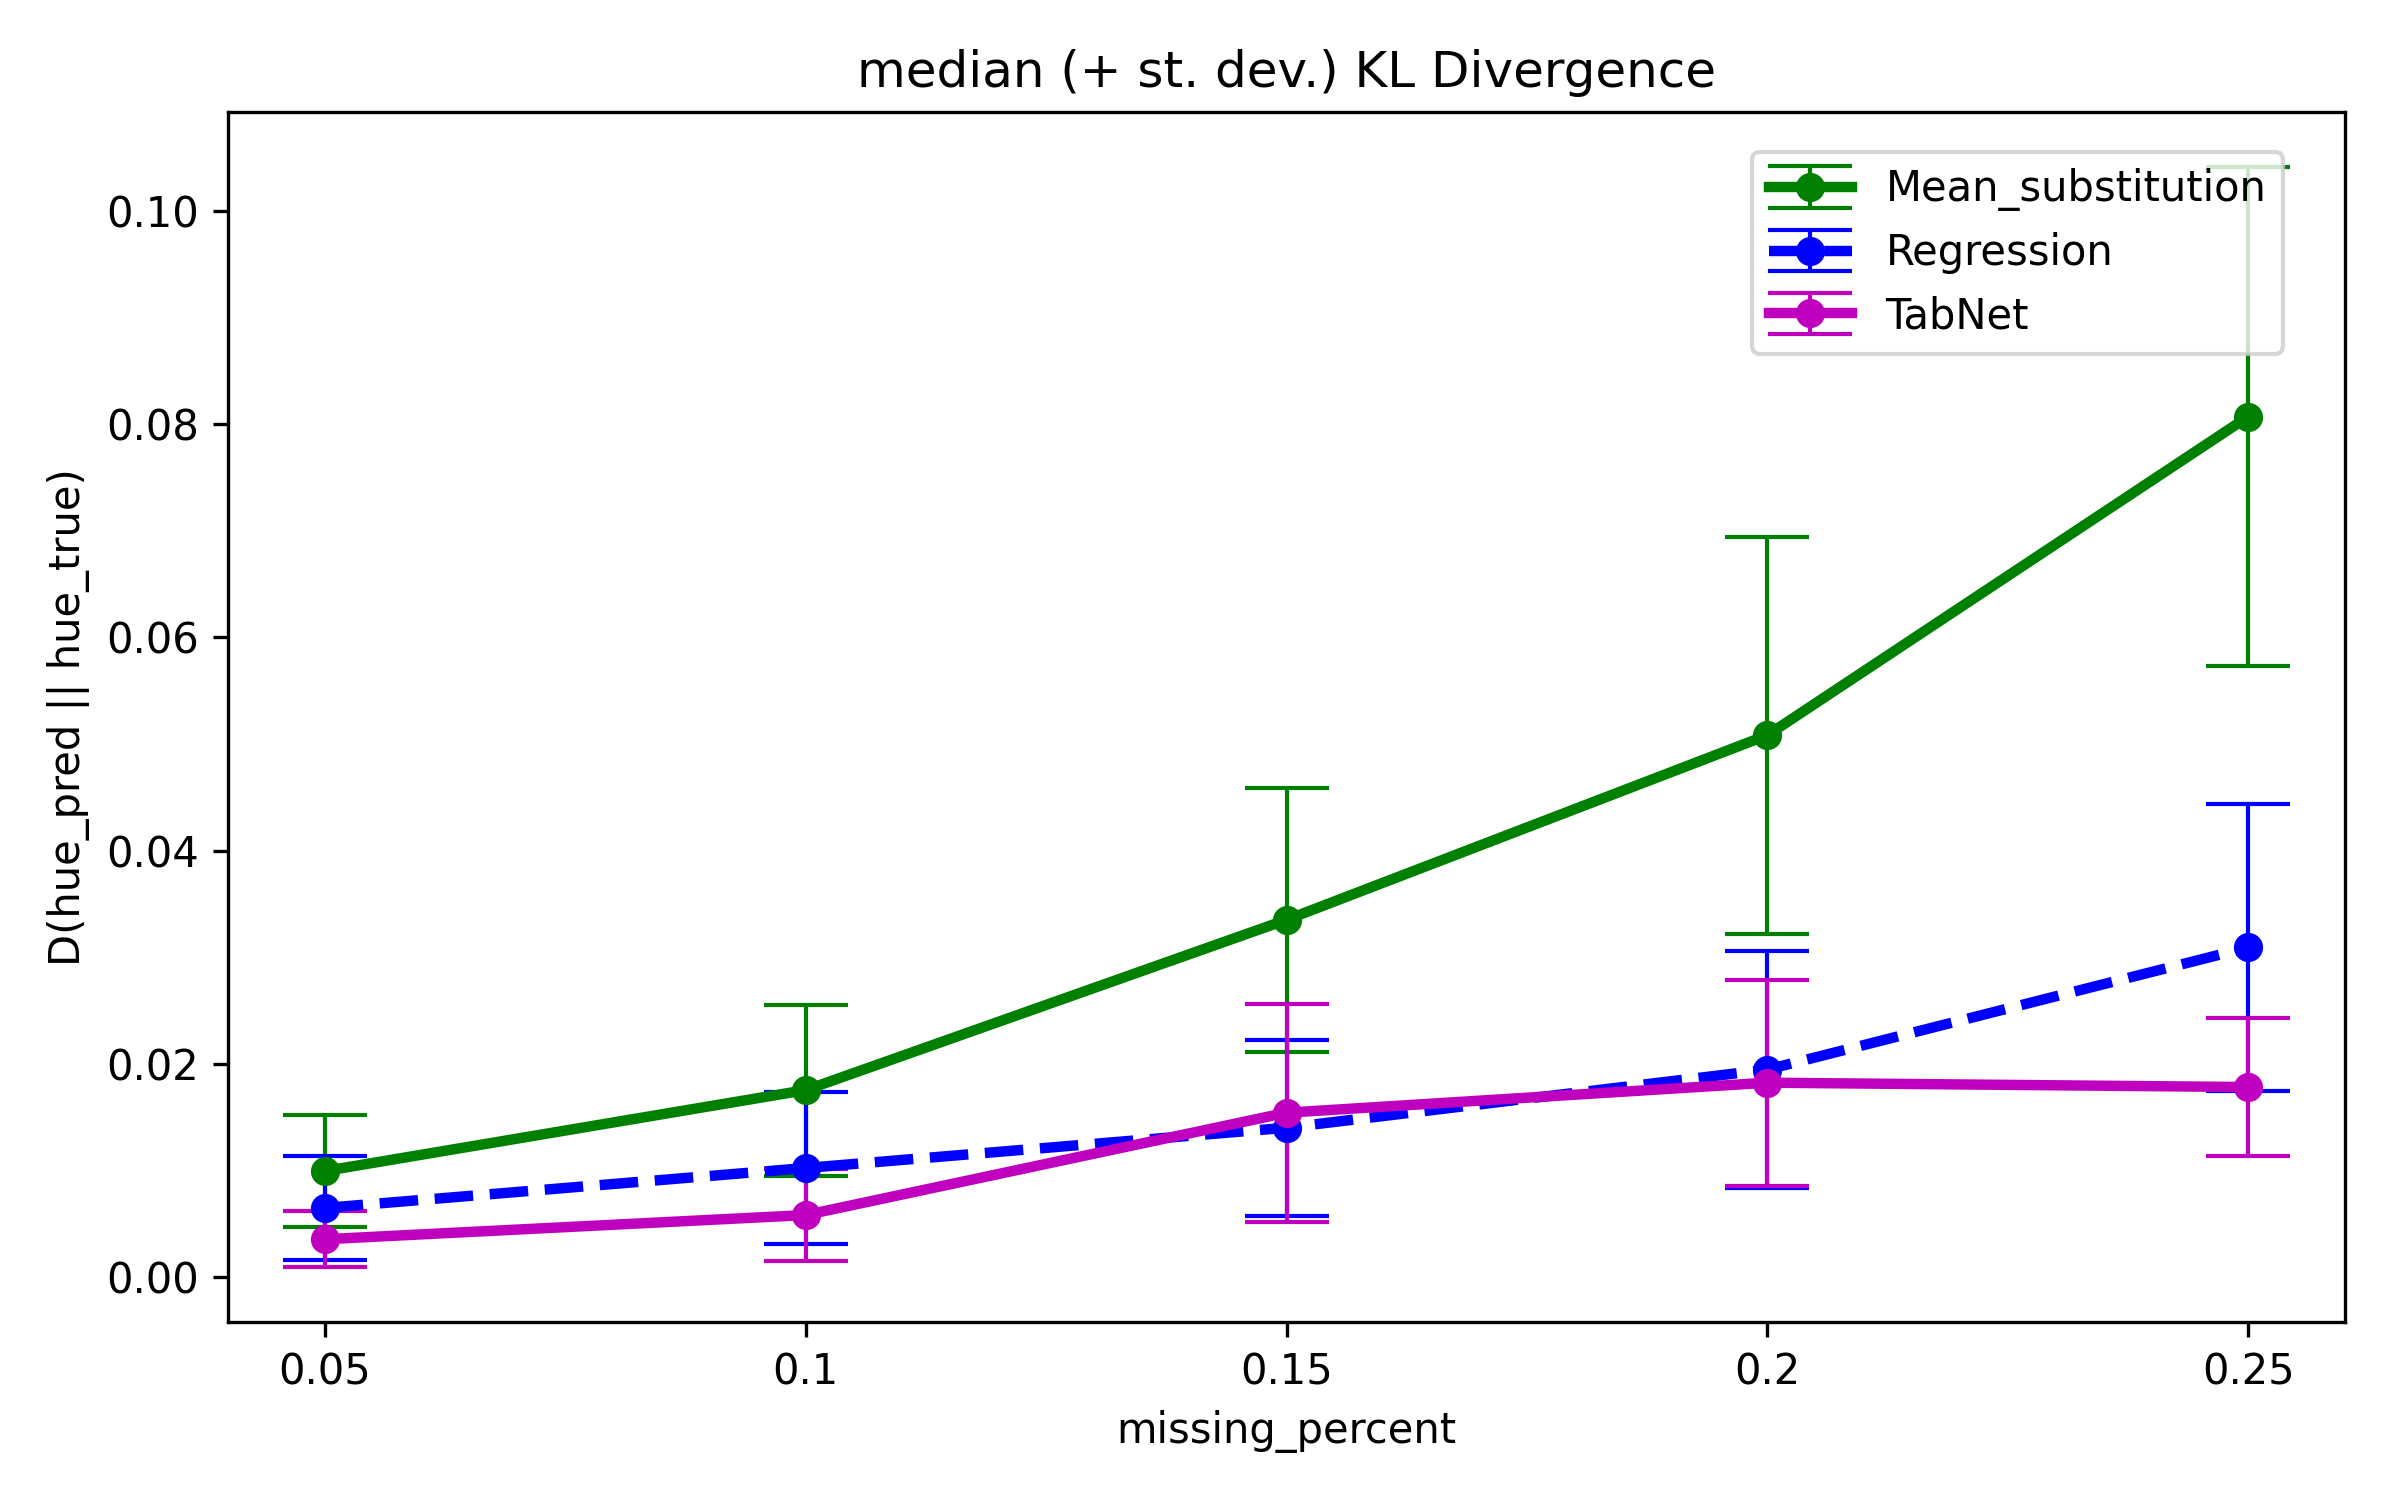 median (+ st. dev.) KL Divergence
Mean_substitution
Regression
TabNet
D(hue_pred || hue_true)
0.10
0.08
0.06
0.04
0.02
0.00
0.05 0.1 0.15 0.2 0.25
missing_percent